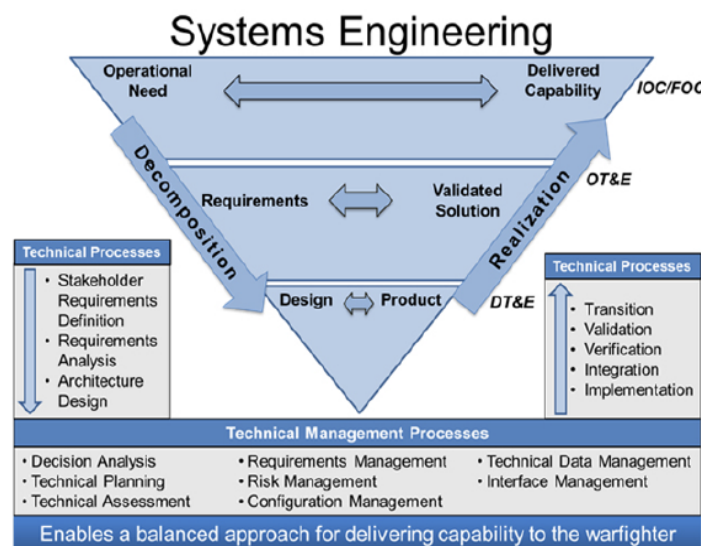 Systems Engineering
Operational
Need
Delivered
Capability
IOC/FOC
Decomposition
Realization
Requirements
Validated
Solution
OT&E
Design
Product
DT&E
Technical Processes
• Stakeholder
Requirements
Definition
• Requirements
Analysis
• Architecture
Design
Technical Processes
• Transition
• Validation
• Verification
• Integration
• Implementation
Technical Management Processes
• Decision Analysis
• Technical Planning
• Technical Assessment
• Requirements Management
• Risk Management
• Configuration Management
• Technical Data Management
• Interface Management
Enables a balanced approach for delivering capability to the warfighter